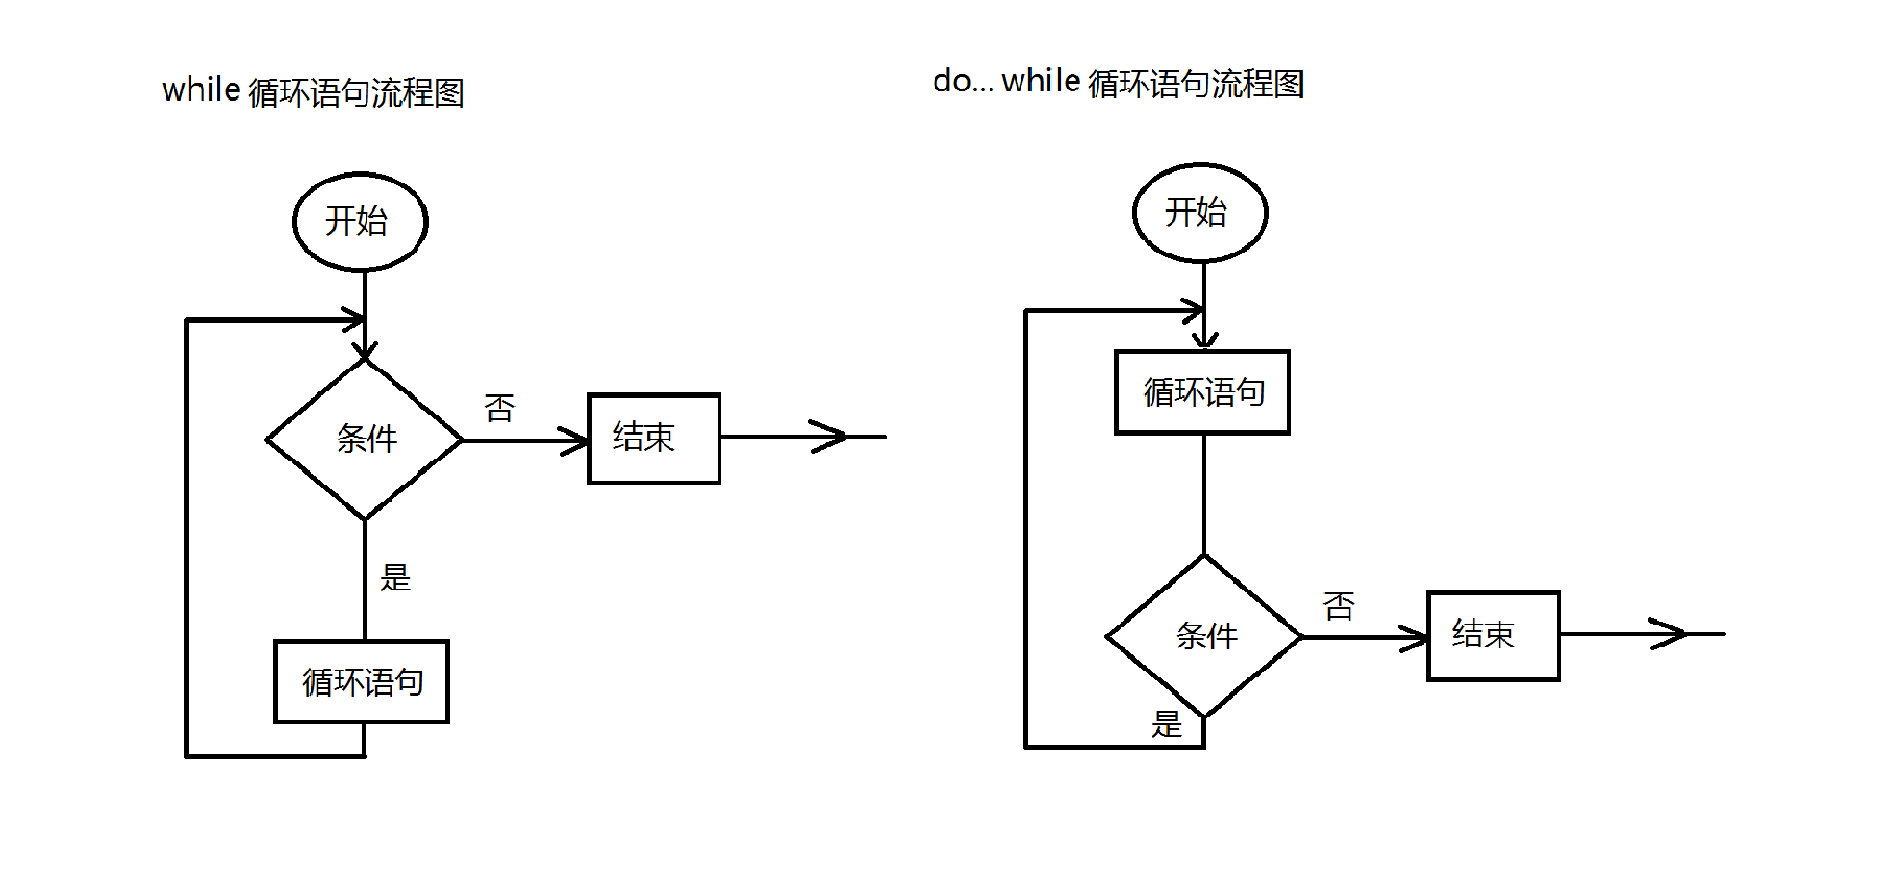 while 循环语句流程图
开始
条件
否
结束
是
循环语句
do... while 循环语句流程图
开始
循环语句
条件
否
结束
是